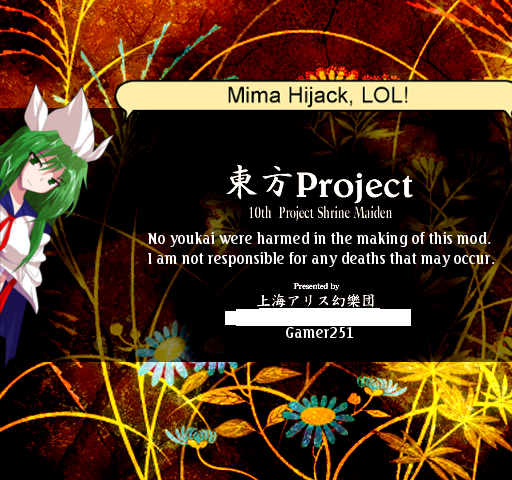 Mima Hijack, LOL!
東方Project
10th Project Shrine Maiden
No youkai were harmed in the making of this mod.
I am not responsible for any deaths that may occur.
Presented by
上海アリス幻樂団
Gamer251